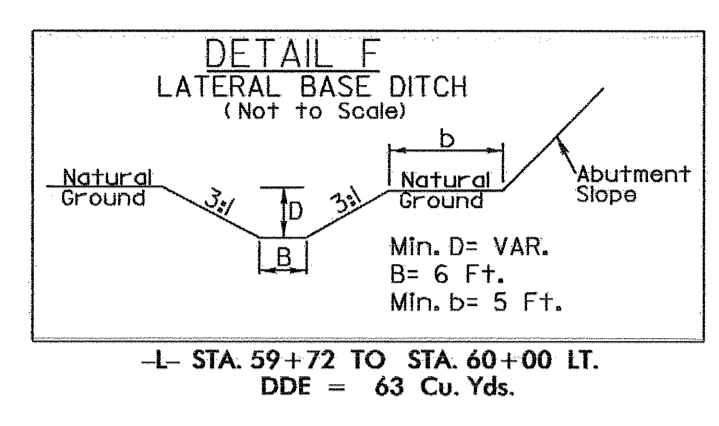 DETAIL F
LATERAL BASE DITCH
(Not to Scale)
b
Natural
Ground
3:1
D
3:1
Natural
Ground
Abutment
Slope
B
Min. D= VAR.
B= 6 Ft.
Min. b= 5 Ft.
-L- STA. 59+72 TO STA. 60+00 LT.
DDE = 63 Cu. Yds.